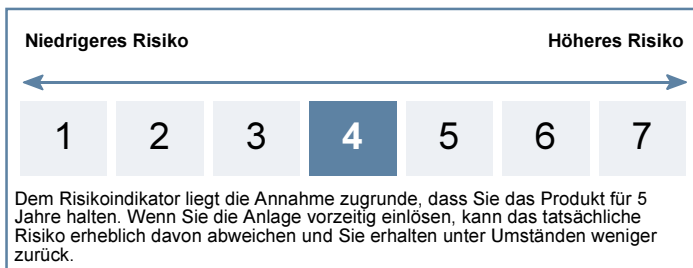 Niedrigeres Risiko Höheres Risiko
1 2 3 4 5 6 7
Dem Risikoindikator liegt die Annahme zugrunde, dass Sie das Produkt für 5
Jahre halten. Wenn Sie die Anlage vorzeitig einlösen, kann das tatsächliche
Risiko erheblich davon abweichen und Sie erhalten unter Umständen weniger
zurück.